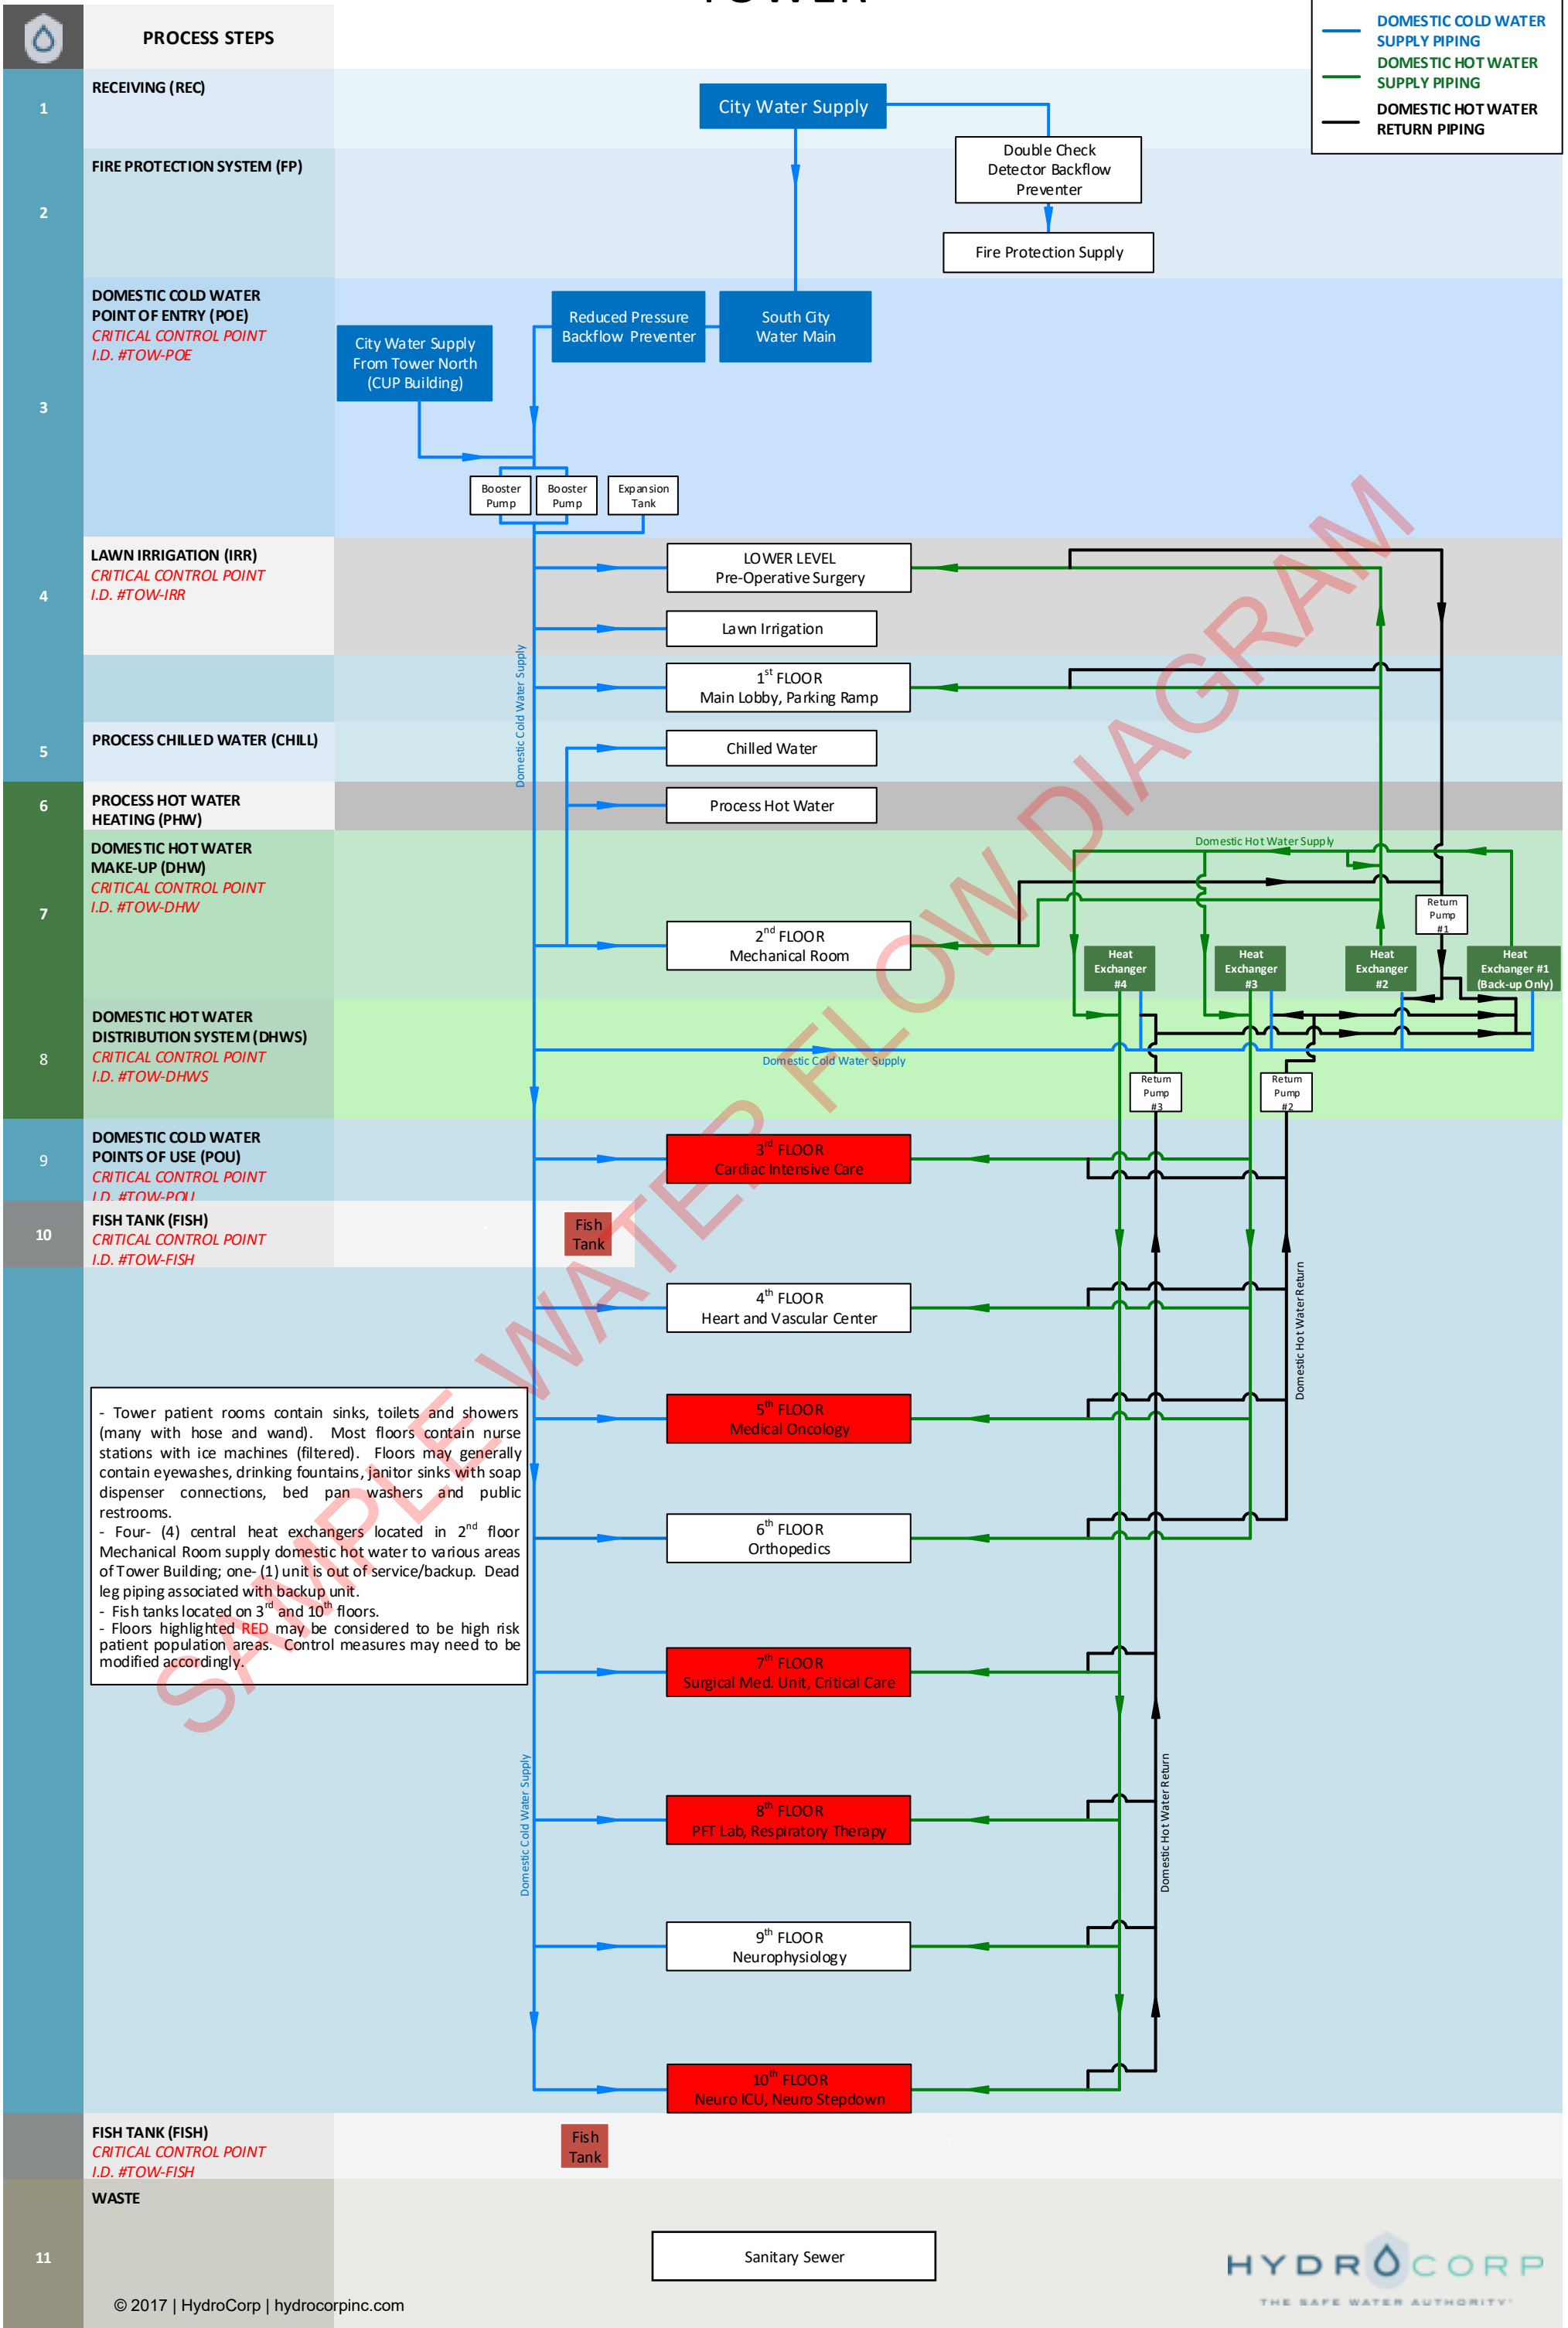 TOWER
PROCESS STEPS
DOMESTIC COLD WATER
SUPPLY PIPING
DOMESTIC HOT WATER
SUPPLY PIPING
DOMESTIC HOT WATER
RETURN PIPING
1
RECEIVING (REC)
City Water Supply
2
FIRE PROTECTION SYSTEM (FP)
Double Check
Detector Backflow
Preventer
Fire Protection Supply
3
DOMESTIC COLD WATER
POINT OF ENTRY (POE)
CRITICAL CONTROL POINT
I.D. #TOW-POE
City Water Supply
From Tower North
(CUP Building)
Reduced Pressure
Backflow Preventer
South City
Water Main
Booster
Pump
Booster
Pump
Expansion
Tank
4
LAWN IRRIGATION (IRR)
CRITICAL CONTROL POINT
I.D. #TOW-IRR
LOWER LEVEL
Pre-Operative Surgery
Lawn Irrigation
Domestic Cold Water Supply
1st FLOOR
Main Lobby, Parking Ramp
5
PROCESS CHILLED WATER (CHILL)
Chilled Water
6
PROCESS HOT WATER
HEATING (PHW)
Process Hot Water
7
DOMESTIC HOT WATER
MAKE-UP (DHW)
CRITICAL CONTROL POINT
I.D. #TOW-DHW
Domestic Hot Water Supply
2nd FLOOR
Mechanical Room
Return
Pump
#1
Heat
Exchanger
#4
Heat
Exchanger
#3
Heat
Exchanger
#2
Heat
Exchanger #1
(Back-up Only)
8
DOMESTIC HOT WATER
DISTRIBUTION SYSTEM (DHWS)
CRITICAL CONTROL POINT
I.D. #TOW-DHWS
Domestic Cold Water Supply
Return
Pump
#3
Return
Pump
#2
9
DOMESTIC COLD WATER
POINTS OF USE (POU)
CRITICAL CONTROL POINT
I.D. #TOW-POU
3rd FLOOR
Cardiac Intensive Care
10
FISH TANK (FISH)
CRITICAL CONTROL POINT
I.D. #TOW-FISH
Fish
Tank
4th FLOOR
Heart and Vascular Center
Domestic Hot Water Return
5th FLOOR
Medical Oncology
- Tower patient rooms contain sinks, toilets and showers
(many with hose and wand). Most floors contain nurse
stations with ice machines (filtered). Floors may generally
contain eyewashes, drinking fountains, janitor sinks with soap
dispenser connections, bed pan washers and public
restrooms.
- Four- (4) central heat exchangers located in 2nd floor
Mechanical Room supply domestic hot water to various areas
of Tower Building; one- (1) unit is out of service/backup. Dead
leg piping associated with backup unit.
- Fish tanks located on 3rd and 10th floors.
- Floors highlighted RED may be considered to be high risk
patient population areas. Control measures may need to be
modified accordingly.
6th FLOOR
Orthopedics
7th FLOOR
Surgical Med. Unit, Critical Care
Domestic Cold Water Supply
8th FLOOR
PFT Lab, Respiratory Therapy
Domestic Hot Water Return
9th FLOOR
Neurophysiology
10th FLOOR
Neuro ICU, Neuro Stepdown
FISH TANK (FISH)
CRITICAL CONTROL POINT
I.D. #TOW-FISH
Fish
Tank
11
WASTE
Sanitary Sewer
© 2017 | HydroCorp | hydrocorpinc.com
HYDROCORP
THE SAFE WATER AUTHORITY
SAMPLE WATER FLOW DIAGRAM